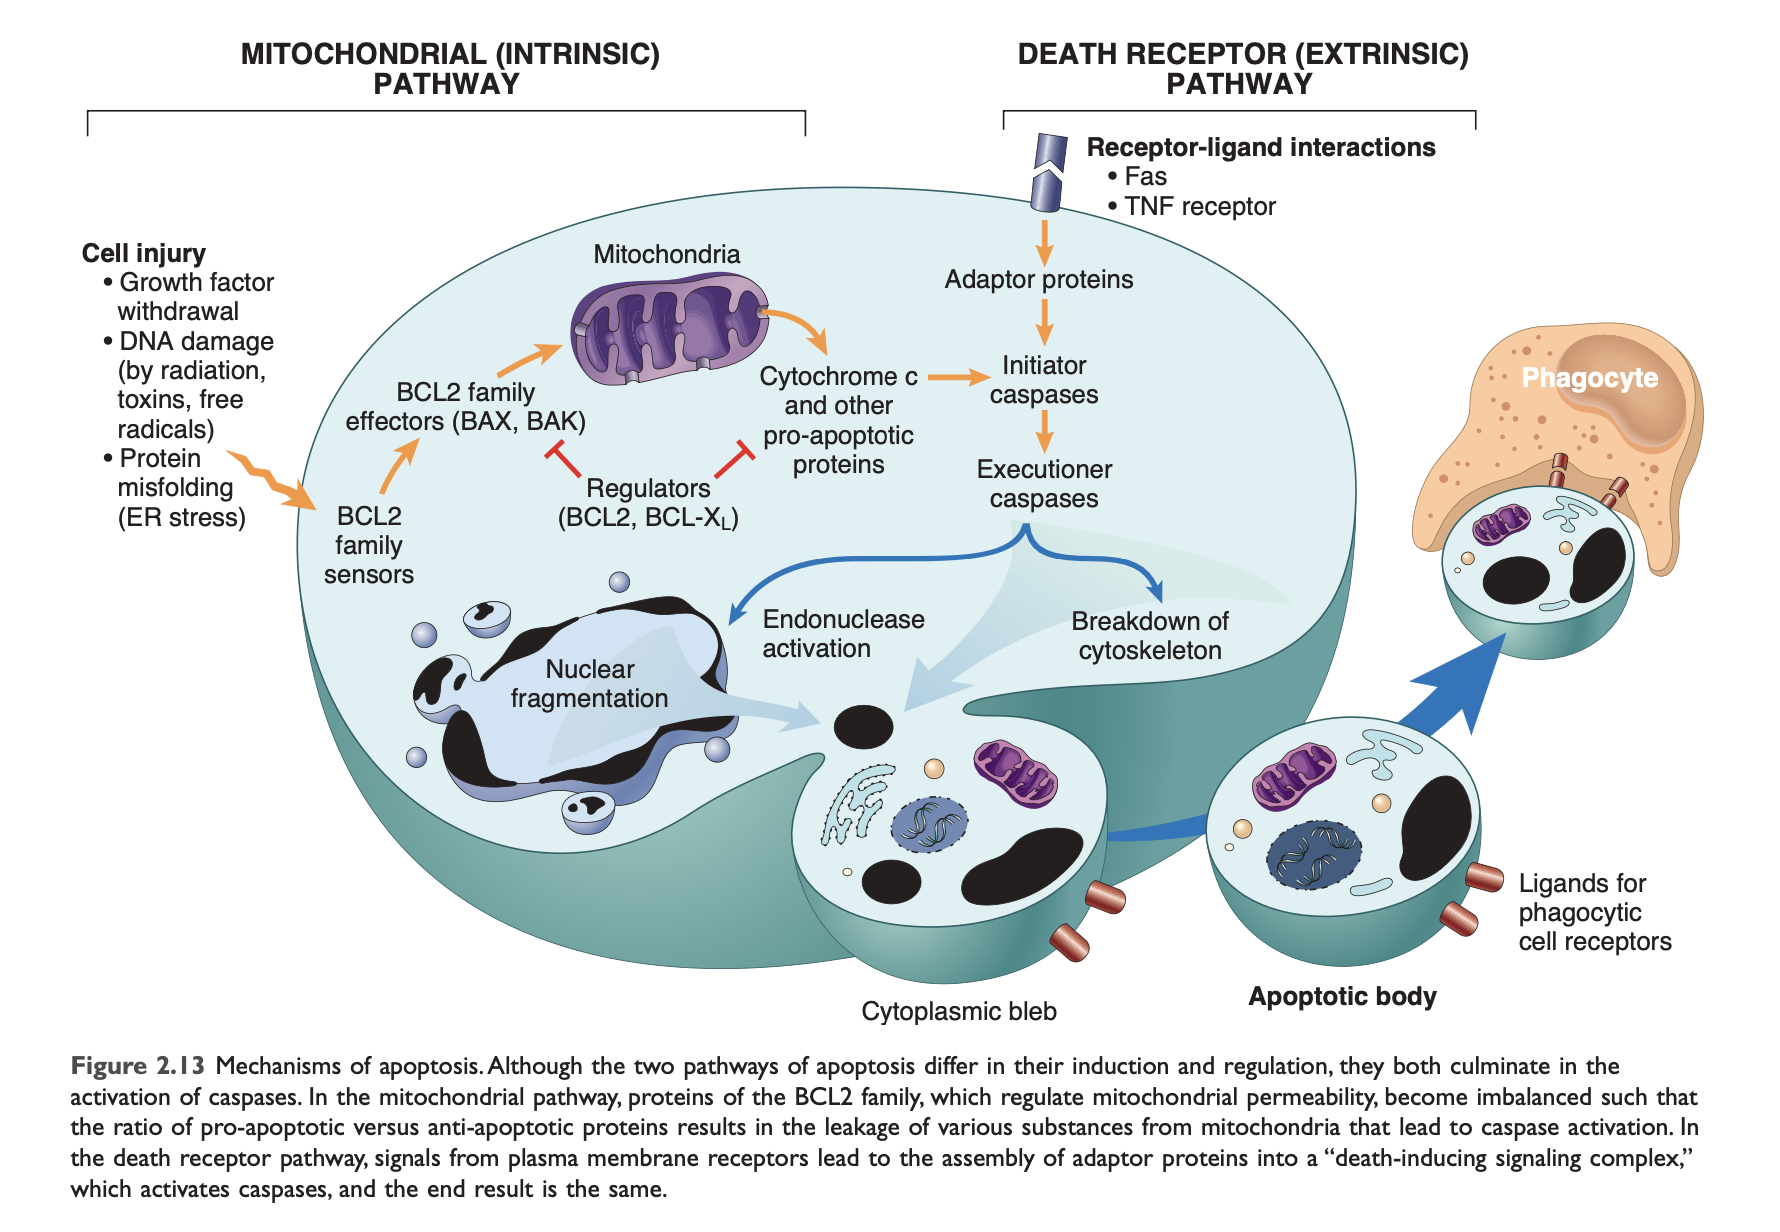 MITOCHONDRIAL (INTRINSIC)
PATHWAY
DEATH RECEPTOR (EXTRINSIC)
PATHWAY
Receptor-ligand interactions
• Fas
• TNF receptor
Cell injury
• Growth factor
withdrawal
• DNA damage
(by radiation,
toxins, free
radicals)
• Protein
misfolding
(ER stress)
Mitochondria
BCL2 family
effectors (BAX, BAK)
BCL2
family
sensors
Regulators
(BCL2, BCL-XL)
Cytochrome c
and other
pro-apoptotic
proteins
Adaptor proteins
Initiator
caspases
Executioner
caspases
Endonuclease
activation
Breakdown of
cytoskeleton
Nuclear
fragmentation
Phagocyte
Ligands for
phagocytic
cell receptors
Cytoplasmic bleb
Apoptotic body
Figure 2.13 Mechanisms of apoptosis. Although the two pathways of apoptosis differ in their induction and regulation, they both culminate in the
activation of caspases. In the mitochondrial pathway, proteins of the BCL2 family, which regulate mitochondrial permeability, become imbalanced such that
the ratio of pro-apoptotic versus anti-apoptotic proteins results in the leakage of various substances from mitochondria that lead to caspase activation. In
the death receptor pathway, signals from plasma membrane receptors lead to the assembly of adaptor proteins into a “death-inducing signaling complex,”
which activates caspases, and the end result is the same.